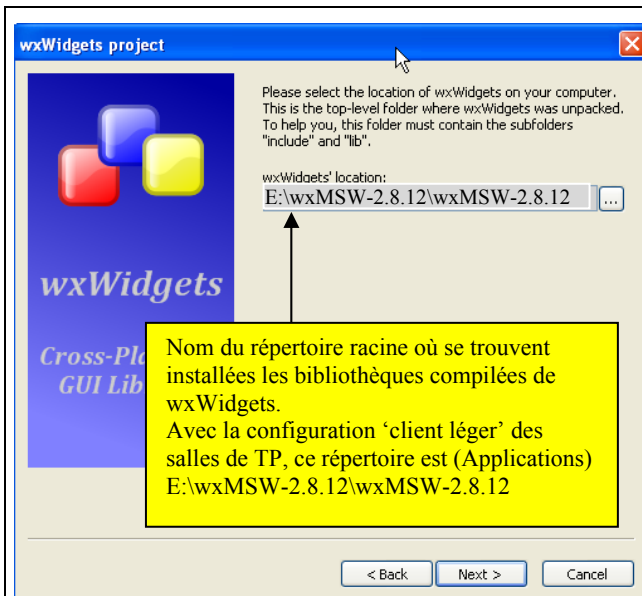 wxWidgets project
Please select the location of wxWidgets on your computer.
This is the top-level folder where wxWidgets was unpacked.
To help you, this folder must contain the subfolders
"include" and "lib".
wxWidgets' location:
E:\wxMSW-2.8.12\wxMSW-2.8.12
...
wxWidgets
Cross-Pl
GUI Lib
Nom du répertoire racine où se trouvent
installées les bibliothèques compilées de
wxWidgets.
Avec la configuration ‘client léger’ des
salles de TP, ce répertoire est (Applications)
E:\wxMSW-2.8.12\wxMSW-2.8.12
< Back
Next >
Cancel